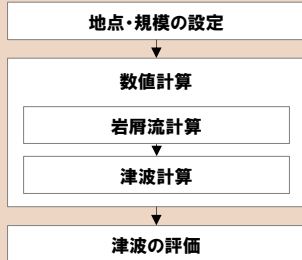 地点・規模の設定
数値計算
岩屑流計算
津波計算
津波の評価